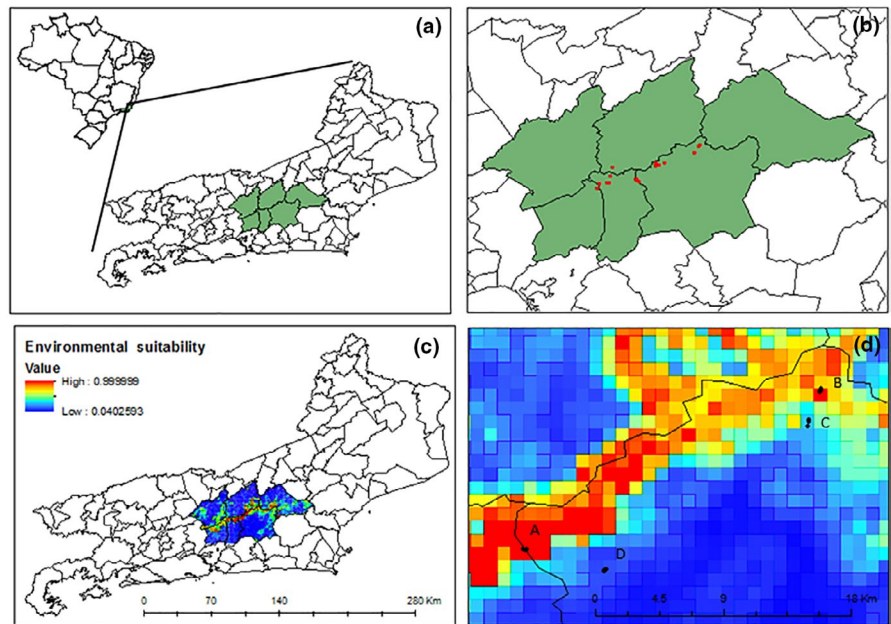 (a)
(b)
Environmental suitability
Value
High : 0.999999
Low : 0.0402593
(c)
0 70 140 280 Km
(d)
B
C
A
D
0 4.5 9 18 Km